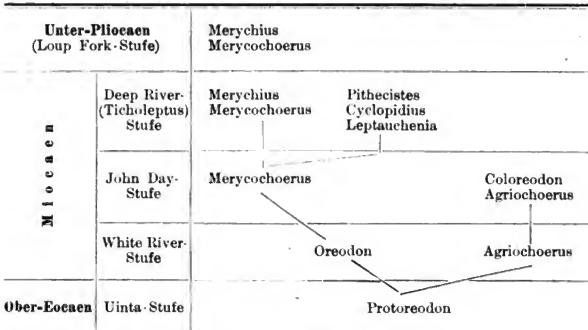 Unter-Pliocaen Merychius
(Loup Fork-Stufe) Merycochoerus
Miocaen
Deep River- Merychius Pithecistes
(Ticholeptus) Merycochoerus Cyclopidius
Stufe Leptauchenia
John Day- Merycochoerus Coloreodon
Stufe Agriochoerus
White River- Oreodon Agriochoerus
Stufe
Ober-Eocaen Uinta-Stufe Protoreodon